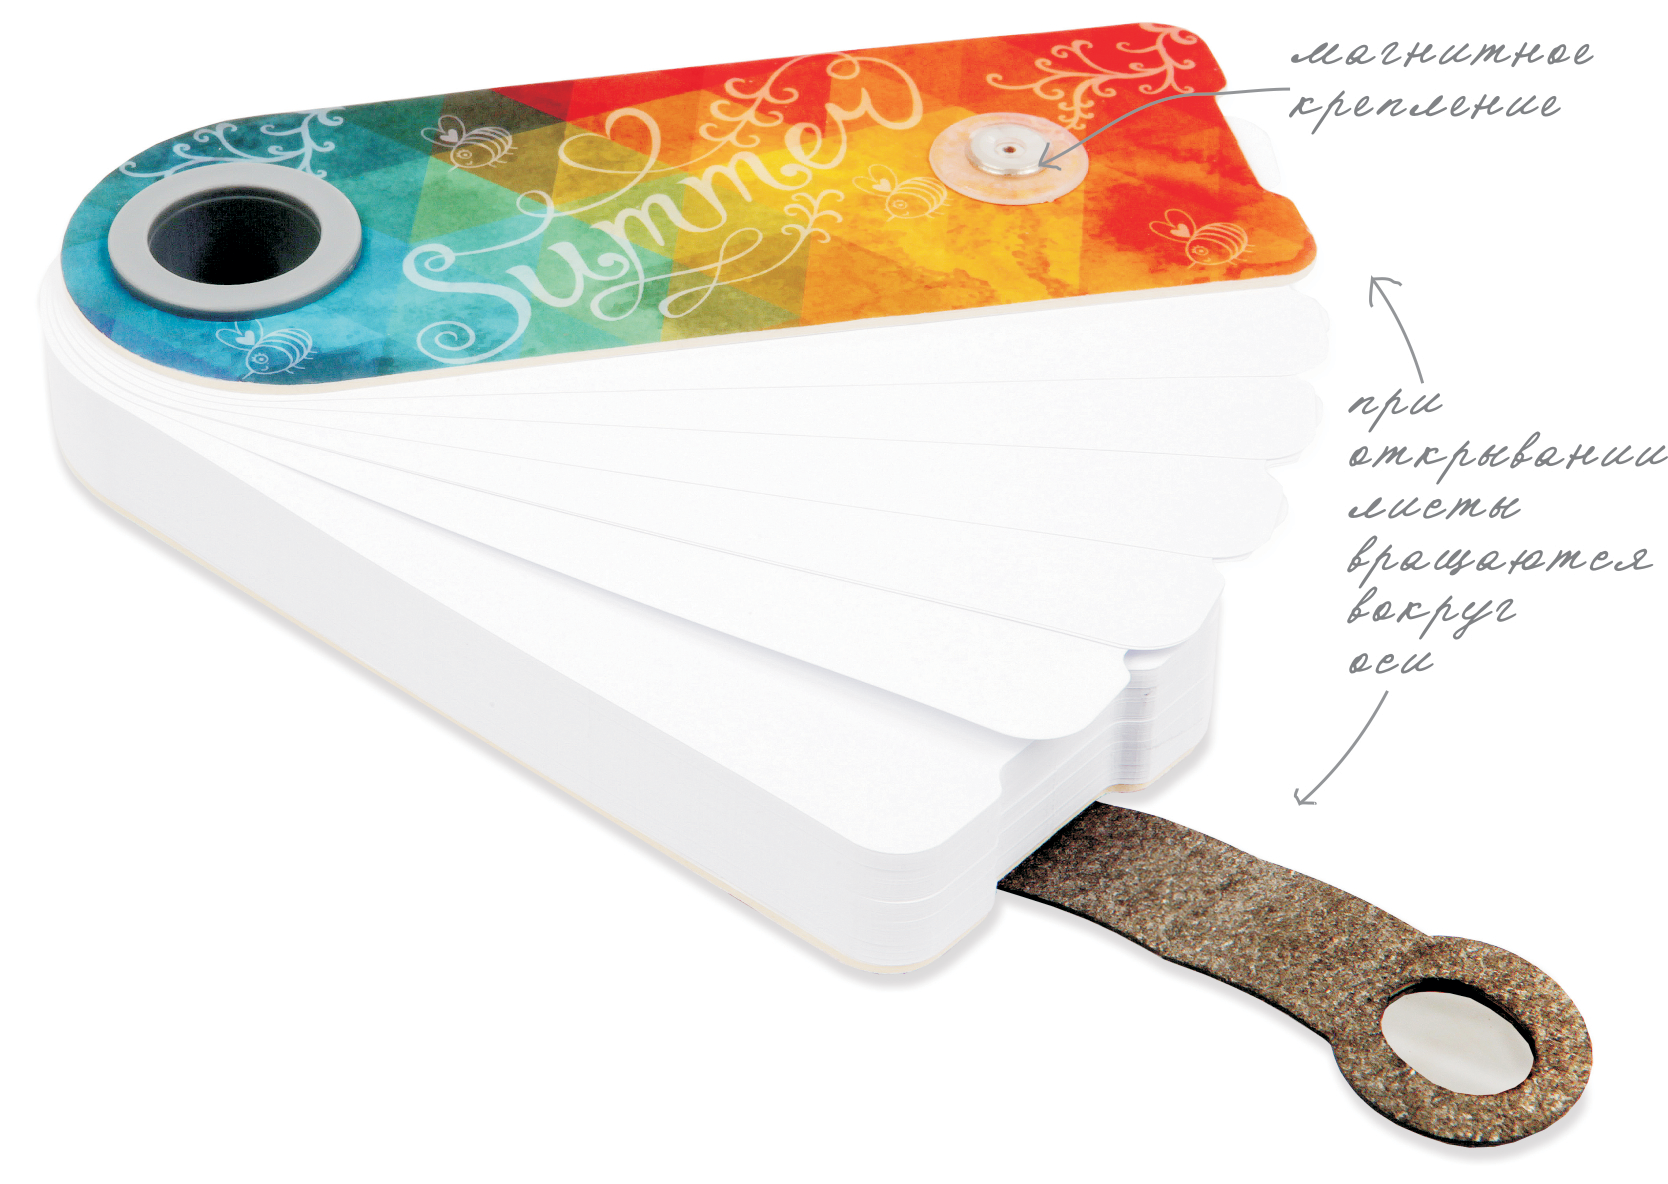 Summer
магнитное
крепление
при
открывании
листы
вращаются
вокруг
оси